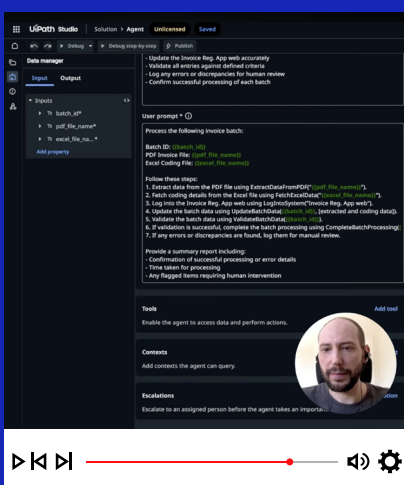 UiPath Studio
Solution > Agent
Unlicensed
Saved
Debug
Debug step-by-step
Publish
Data manager
Input
Output
Inputs
batch_id*
pdf_file_name*
excel_file_na...*
Add property
- Update the Invoice Reg. App web accurately
- Validate all entries against defined criteria
- Log any errors or discrepancies for human review
- Confirm successful processing of each batch
User prompt *
Process the following invoice batch:
Batch ID: {{batch_id}}
PDF Invoice File: {{pdf_file_name}}
Excel Coding File: {{excel_file_name}}
Follow these steps:
1. Extract data from the PDF file using ExtractDataFromPDF("{{pdf_file_name}}").
2. Fetch coding details from the Excel file using FetchExcelData("{{excel_file_name}}").
3. Log into the Invoice Reg. App web using LogIntoSystem("Invoice Reg. App web").
4. Update the batch data using UpdateBatchData({{batch_id}}, [extracted and coding data]).
5. Validate the batch data using ValidateBatchData({{batch_id}}).
6. If validation is successful, complete the batch processing using CompleteBatchProcessing({
7. If any errors or discrepancies are found, log them for manual review.
Provide a summary report including:
- Confirmation of successful processing or error details
- Time taken for processing
- Any flagged items requiring human intervention
Tools
Add tool
Enable the agent to access data and perform actions.
Contexts
Add contexts the agent can query.
Escalations
Escalate to an assigned person before the agent takes an